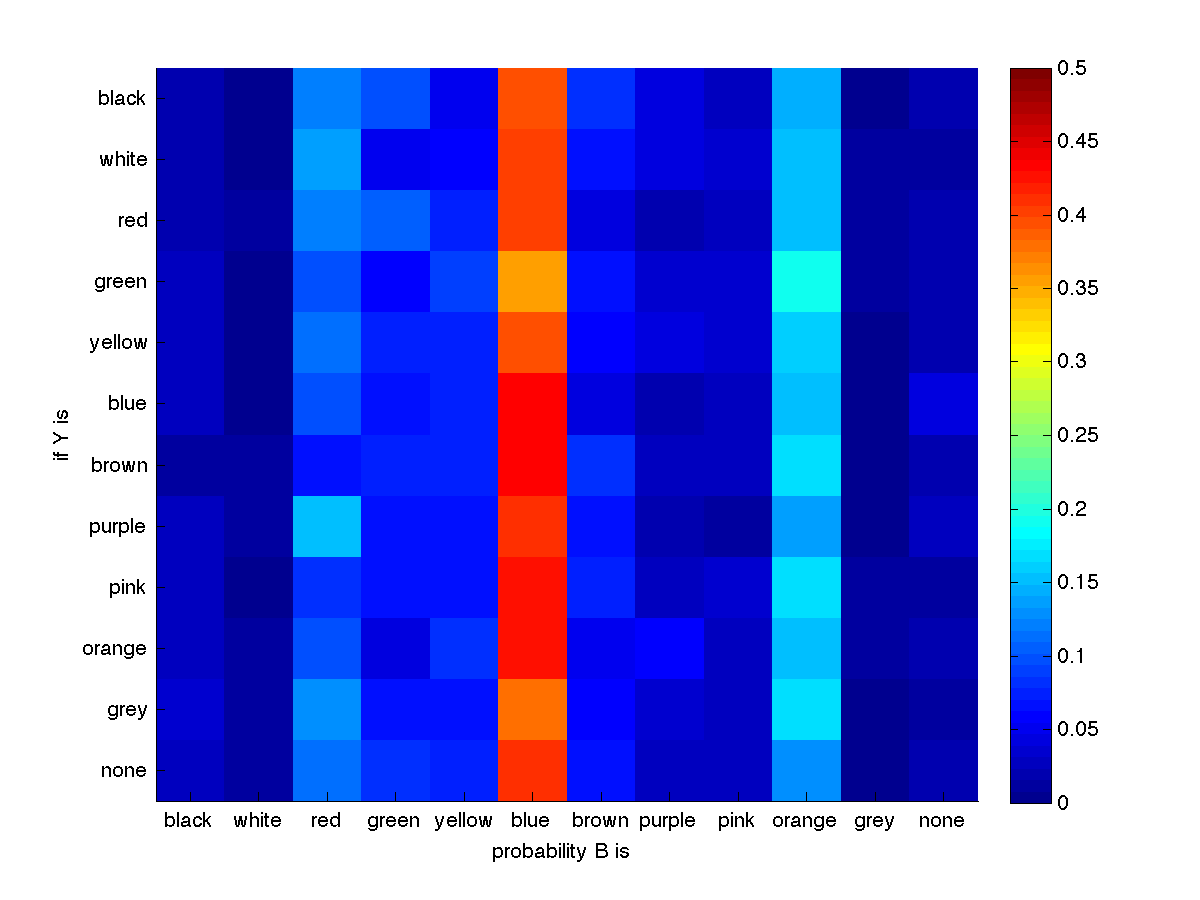 black
white
red
green
yellow
blue
brown
purple
pink
orange
grey
none
if Y is
black white red green yellow blue brown purple pink orange grey none
probability B is
0.5
0.45
0.4
0.35
0.3
0.25
0.2
0.15
0.1
0.05
0